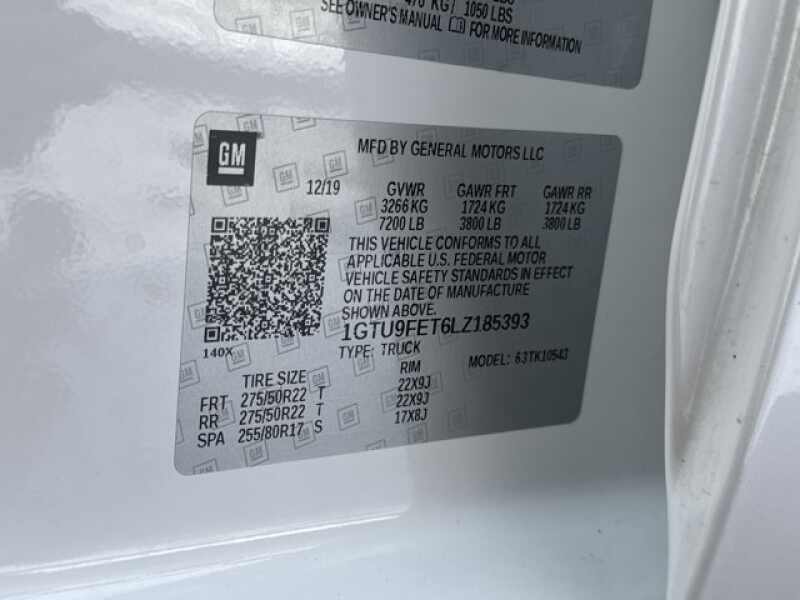 1050 LBS
SEE OWNER'S MANUAL FOR MORE INFORMATION
GM
MFD BY GENERAL MOTORS LLC
12/19 GVWR GAWR FRT GAWR RR
3266 KG 1724 KG 1724 KG
7200 LB 3800 LB 3800 LB
THIS VEHICLE CONFORMS TO ALL
APPLICABLE U.S. FEDERAL MOTOR
VEHICLE SAFETY STANDARDS IN EFFECT
ON THE DATE OF MANUFACTURE
SHOWN ABOVE.
1GTU9FET6LZ185393
140X TYPE: TRUCK MODEL: 63TK10543
TIRE SIZE RIM
FRT 275/50R22 T 22X9J
RR 275/50R22 T 22X9J
SPA 255/80R17 S 17X8J